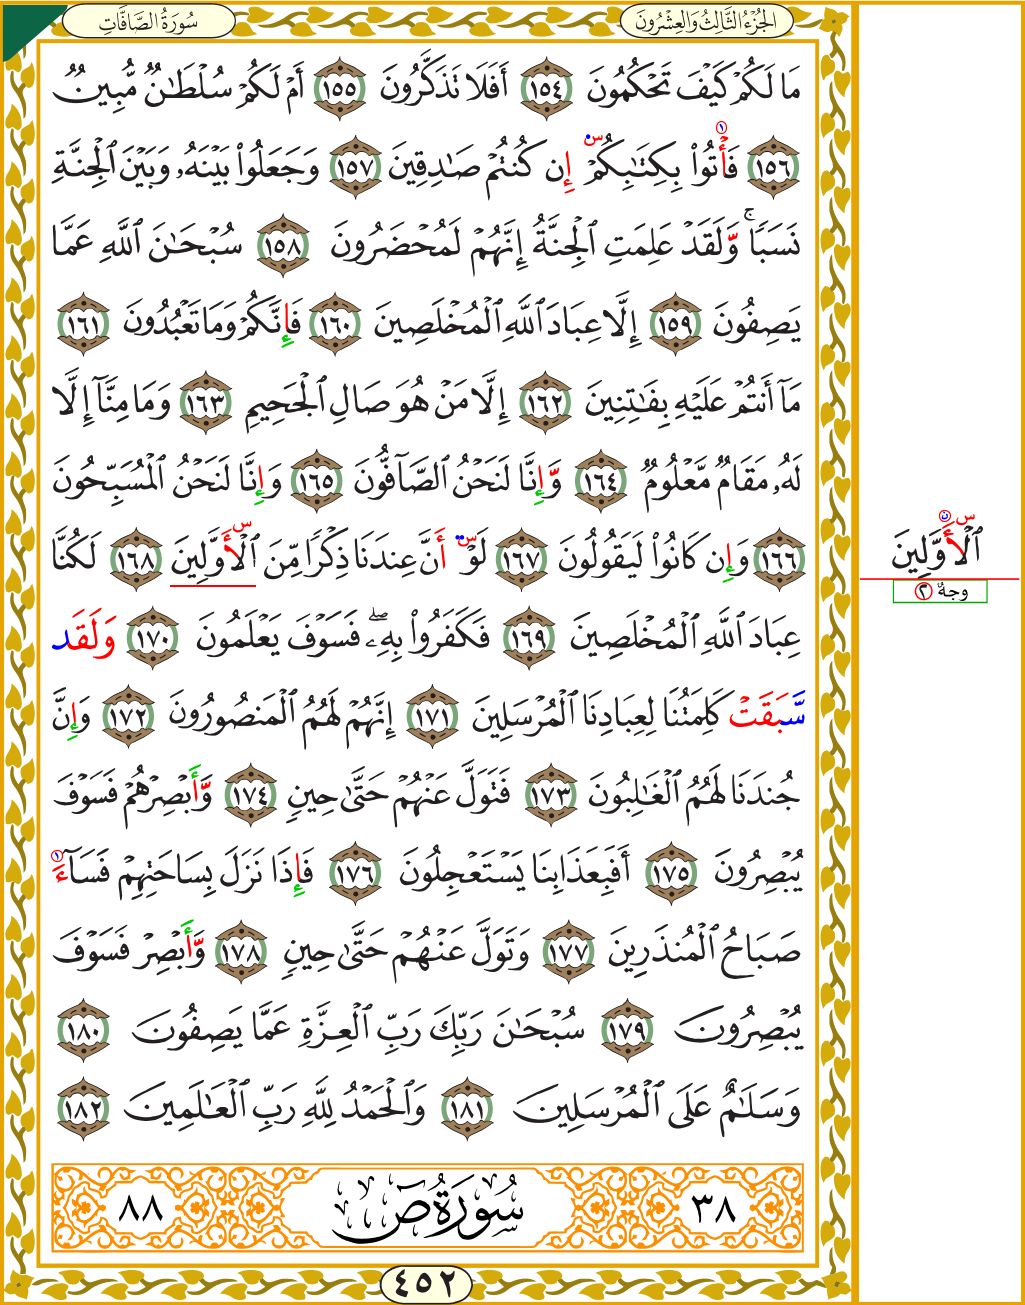 الجُزْءُ الثَّالِثُ وَالعِشْرُونَ
سُورَةُ الصَّافَّاتِ
مَا لَكُمْ كَيْفَ تَحْكُمُونَ ١٥٤ أَفَلَا تَذَكَّرُونَ ١٥٥ أَمْ لَكُمْ سُلْطَٰنٌ مُّبِينٌ
١٥٦ فَأْتُوا۟ بِكِتَٰبِكُمْ إِن كُنتُمْ صَٰدِقِينَ ١٥٧ وَجَعَلُوا۟ بَيْنَهُۥ وَبَيْنَ ٱلْجِنَّةِ
نَسَبًا ۚ وَلَقَدْ عَلِمَتِ ٱلْجِنَّةُ إِنَّهُمْ لَمُحْضَرُونَ ١٥٨ سُبْحَٰنَ ٱللَّهِ عَمَّا
يَصِفُونَ ١٥٩ إِلَّا عِبَادَ ٱللَّهِ ٱلْمُخْلَصِينَ ١٦٠ فَإِنَّكُمْ وَمَا تَعْبُدُونَ ١٦١
مَآ أَنتُمْ عَلَيْهِ بِفَٰتِنِينَ ١٦٢ إِلَّا مَنْ هُوَ صَالِ ٱلْجَحِيمِ ١٦٣ وَمَا مِنَّآ إِلَّا
لَهُۥ مَقَامٌ مَّعْلُومٌ ١٦٤ وَإِنَّا لَنَحْنُ ٱلصَّآفُّونَ ١٦٥ وَإِنَّا لَنَحْنُ ٱلْمُسَبِّحُونَ
١٦٦ وَإِن كَانُوا۟ لَيَقُولُونَ ١٦٧ لَوْ أَنَّ عِندَنَا ذِكْرًا مِّنَ ٱلْأَوَّلِينَ ١٦٨ لَكُنَّا
عِبَادَ ٱللَّهِ ٱلْمُخْلَصِينَ ١٦٩ فَكَفَرُوا۟ بِهِۦ ۖ فَسَوْفَ يَعْلَمُونَ ١٧٠ وَلَقَد
سَّبَقَتْ كَلِمَتُنَا لِعِبَادِنَا ٱلْمُرْسَلِينَ ١٧١ إِنَّهُمْ لَهُمُ ٱلْمَنصُورُونَ ١٧٢ وَإِنَّ
جُندَنَا لَهُمُ ٱلْغَٰلِبُونَ ١٧٣ فَتَوَلَّ عَنْهُمْ حَتَّىٰ حِينٍ ١٧٤ وَأَبْصِرْهُمْ فَسَوْفَ
يُبْصِرُونَ ١٧٥ أَفَبِعَذَابِنَا يَسْتَعْجِلُونَ ١٧٦ فَإِذَا نَزَلَ بِسَاحَتِهِمْ فَسَآءَ
صَبَاحُ ٱلْمُنذَرِينَ ١٧٧ وَتَوَلَّ عَنْهُمْ حَتَّىٰ حِينٍ ١٧٨ وَأَبْصِرْ فَسَوْفَ
يُبْصِرُونَ ١٧٩ سُبْحَٰنَ رَبِّكَ رَبِّ ٱلْعِزَّةِ عَمَّا يَصِفُونَ ١٨٠
وَسَلَٰمٌ عَلَى ٱلْمُرْسَلِينَ ١٨١ وَٱلْحَمْدُ لِلَّهِ رَبِّ ٱلْعَٰلَمِينَ ١٨٢
٣٨ سُورَةُ صٓ ٨٨
٤٥٢
ٱلْأَوَّلِينَ
وجهٌ ٢